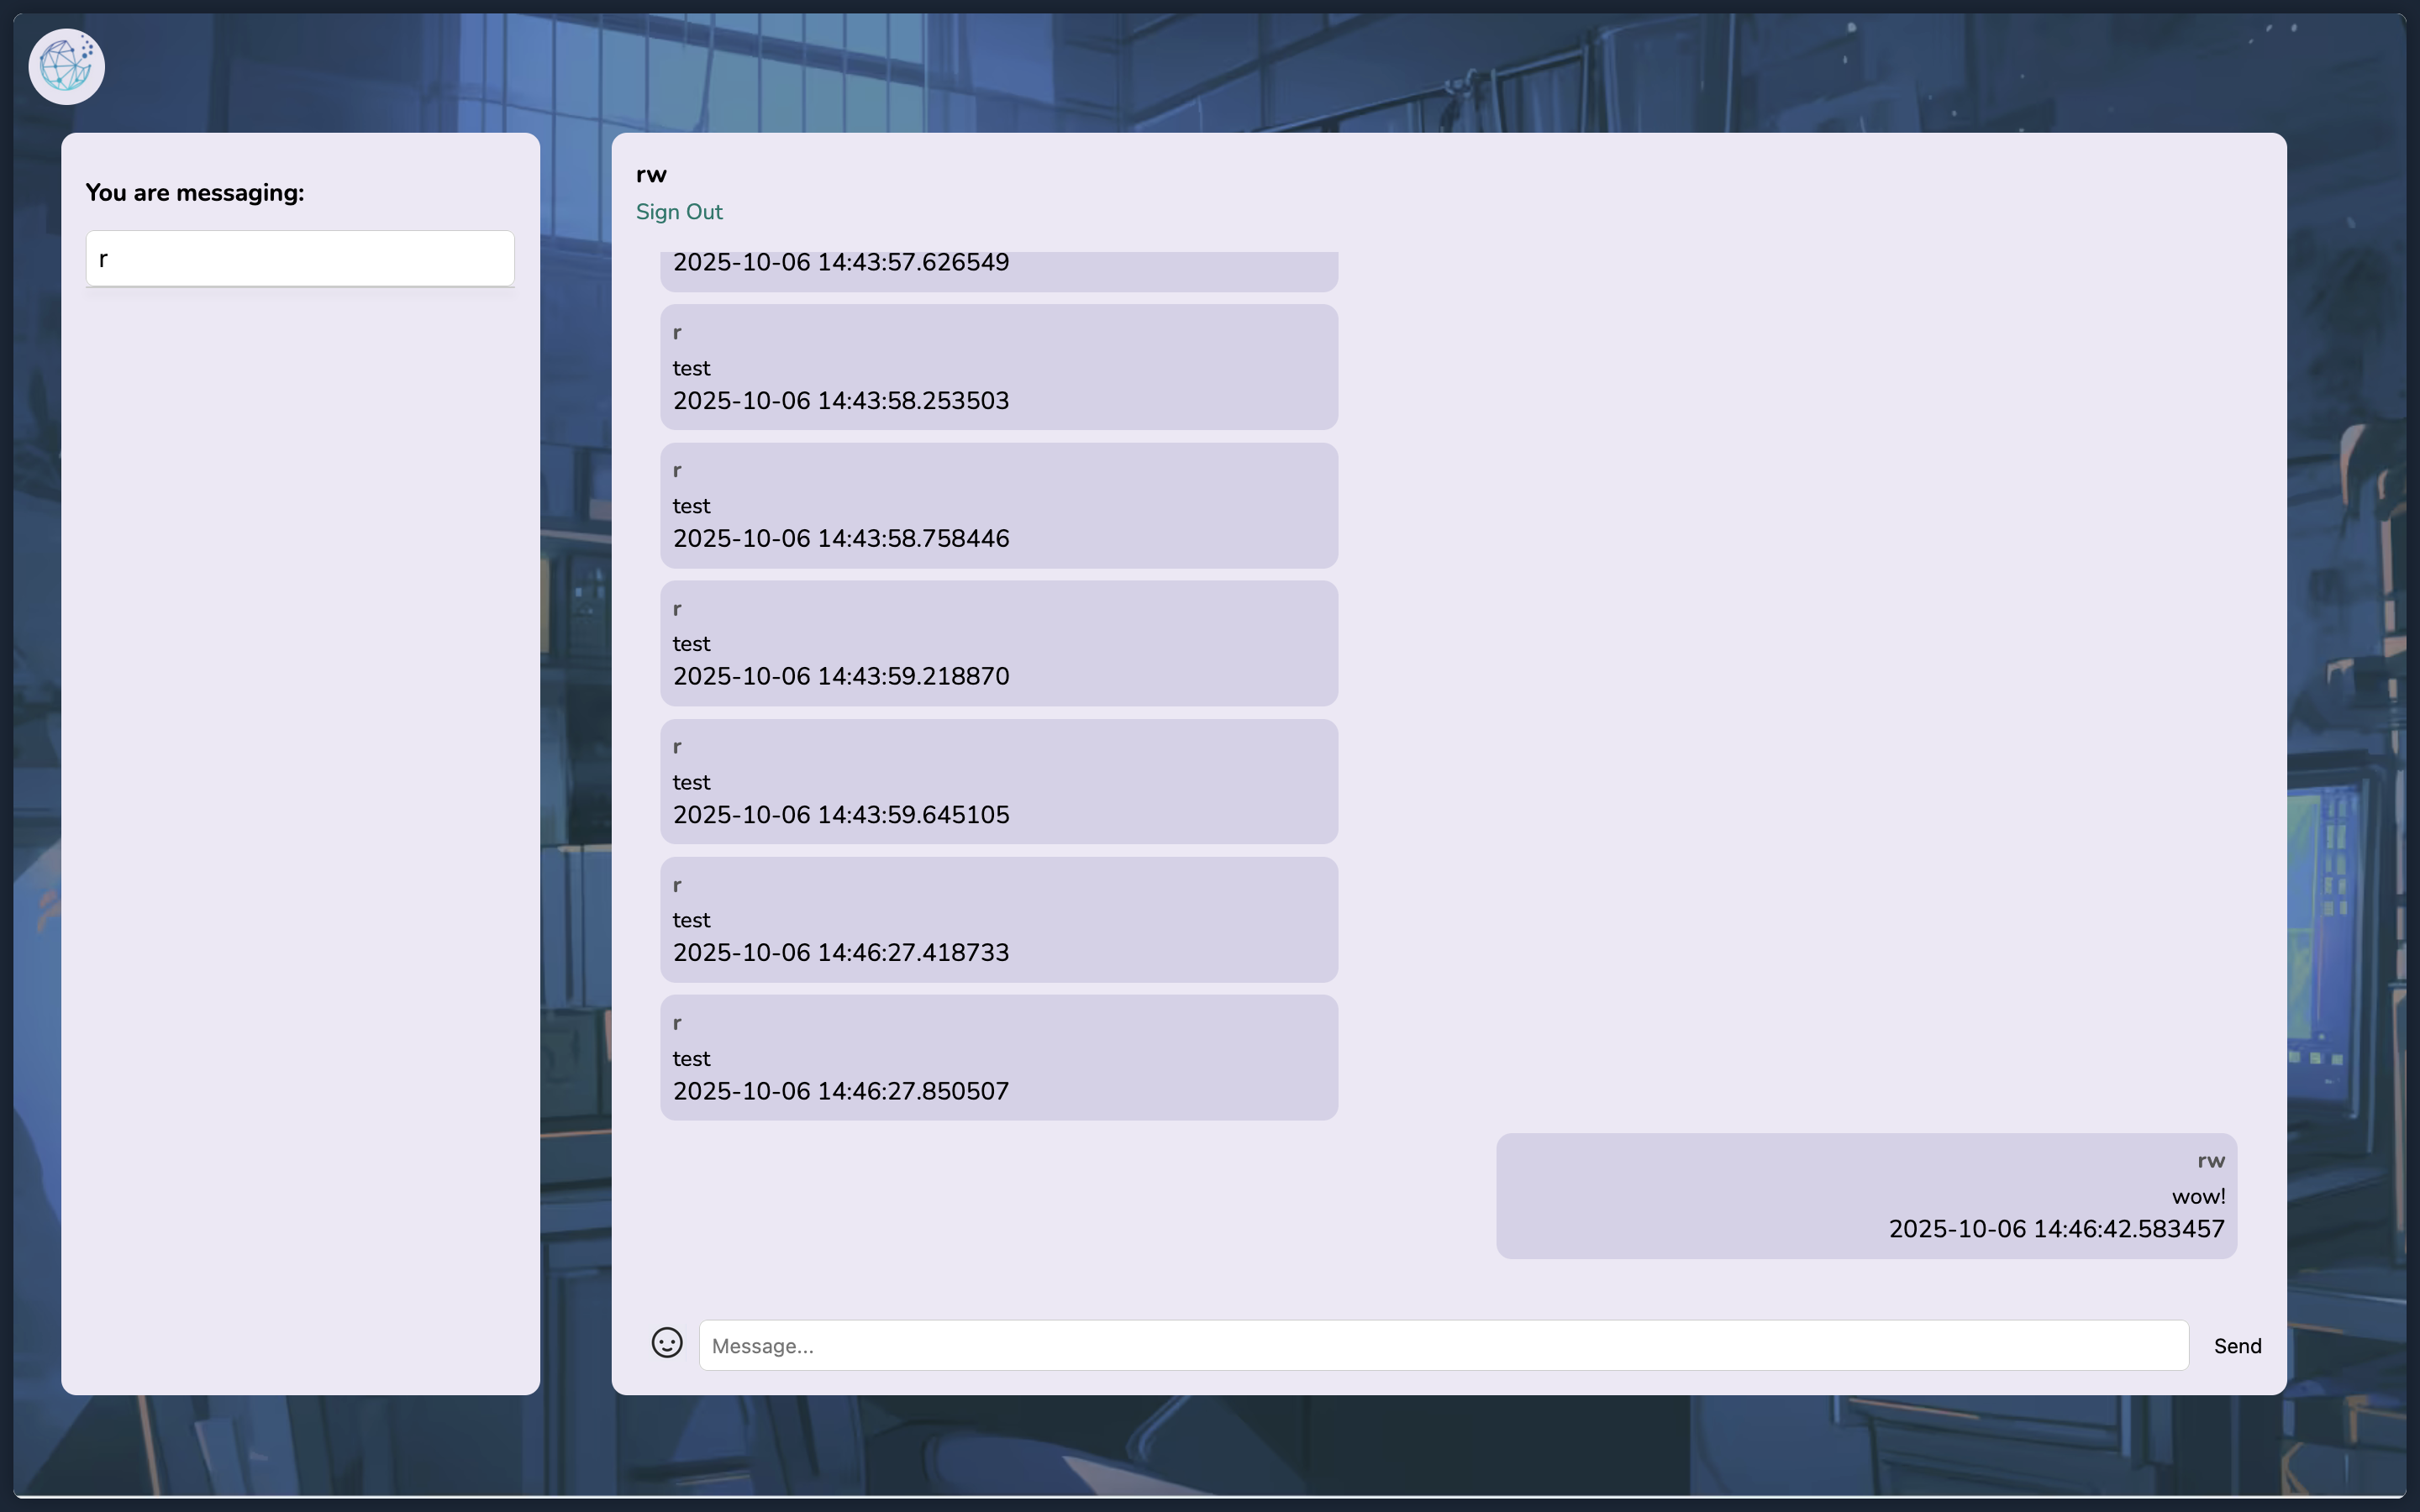 You are messaging:
r
rw
Sign Out
2025-10-06 14:43:57.626549
r
test
2025-10-06 14:43:58.253503
r
test
2025-10-06 14:43:58.758446
r
test
2025-10-06 14:43:59.218870
r
test
2025-10-06 14:43:59.645105
r
test
2025-10-06 14:46:27.418733
r
test
2025-10-06 14:46:27.850507
rw
wow!
2025-10-06 14:46:42.583457
Message...
Send